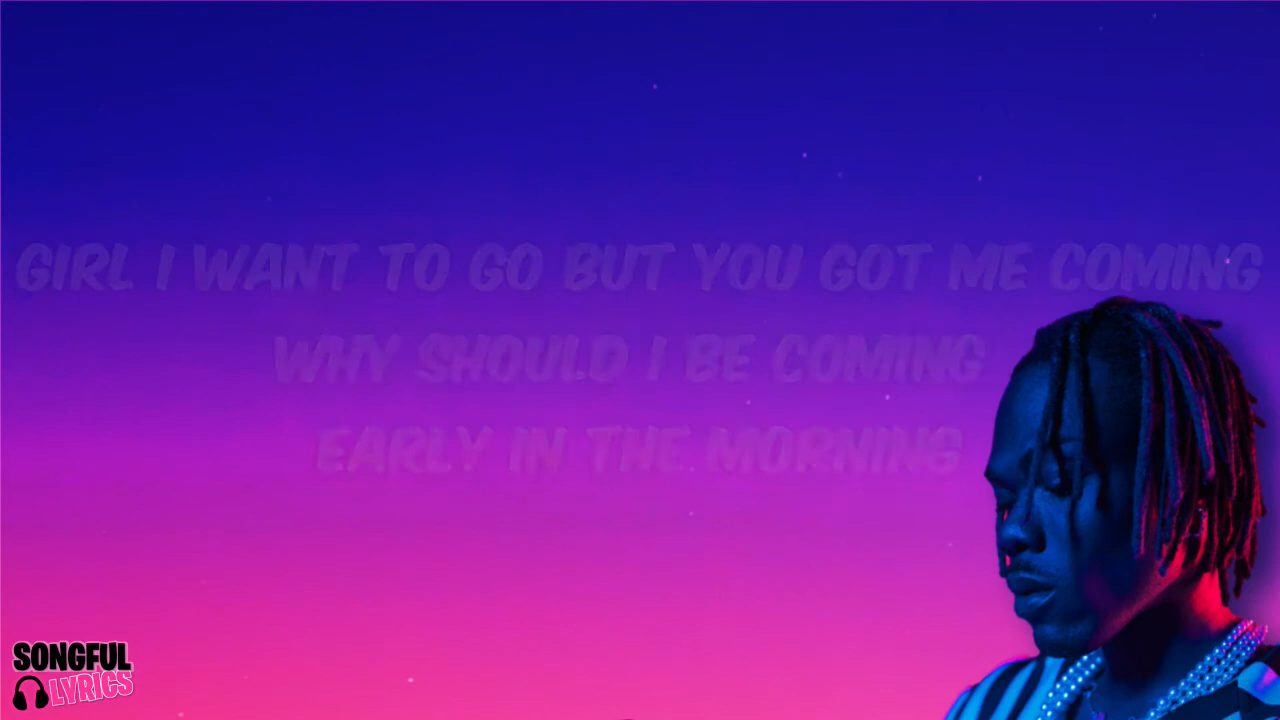 GIRL I WANT TO GO BUT YOU GOT ME COMING
WHY SHOULD I BE COMING
EARLY IN THE MORNING
SONGFUL
LYRICS